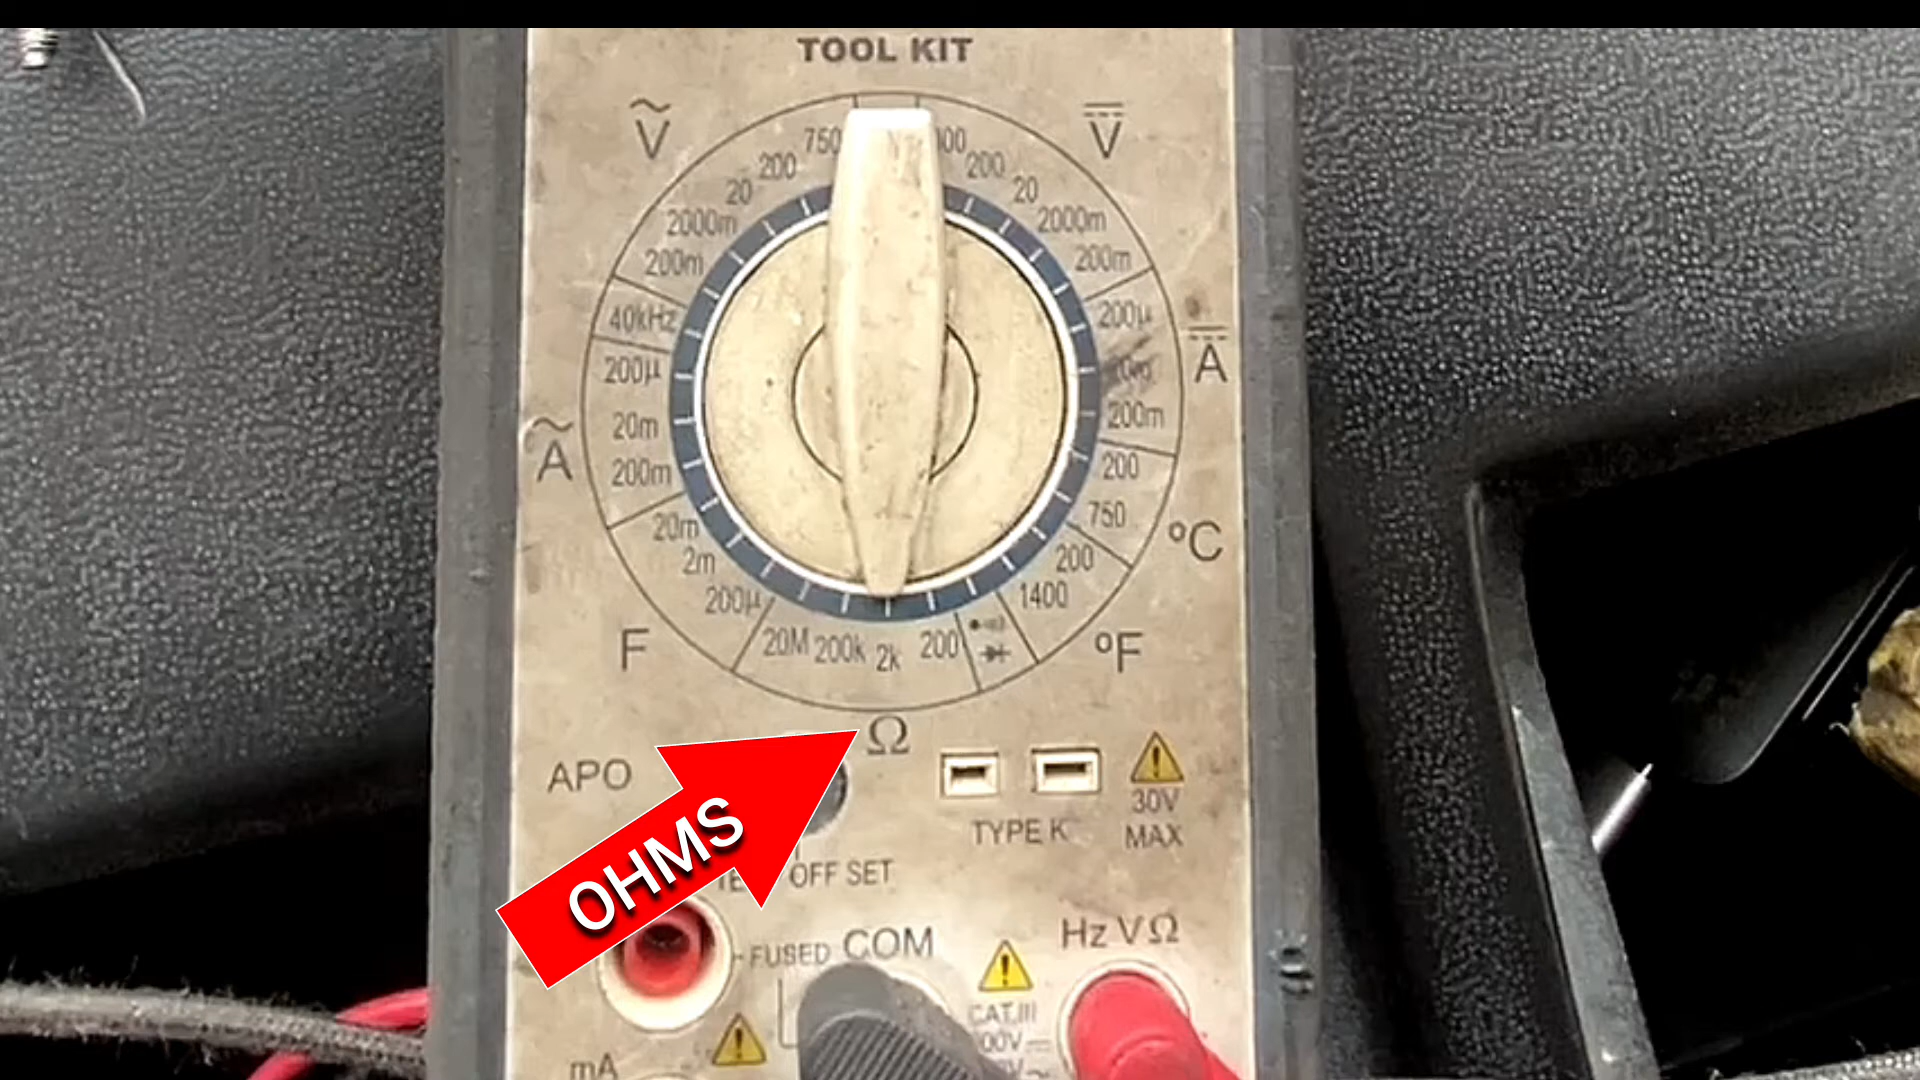 TOOL KIT
V
V
750
200
200
20
20
2000m
2000m
200m
200m
40kHz
200µ
200µ
A
20m
200m
A
200m
200
20m
750
°C
2m
200
200µ
1400
20M 200k 2k 200
F
°F
Ω
APO
30V
MAX
TYPE K
OHMS
OFF SET
Hz V Ω
FUSED COM
CAT.III
mA